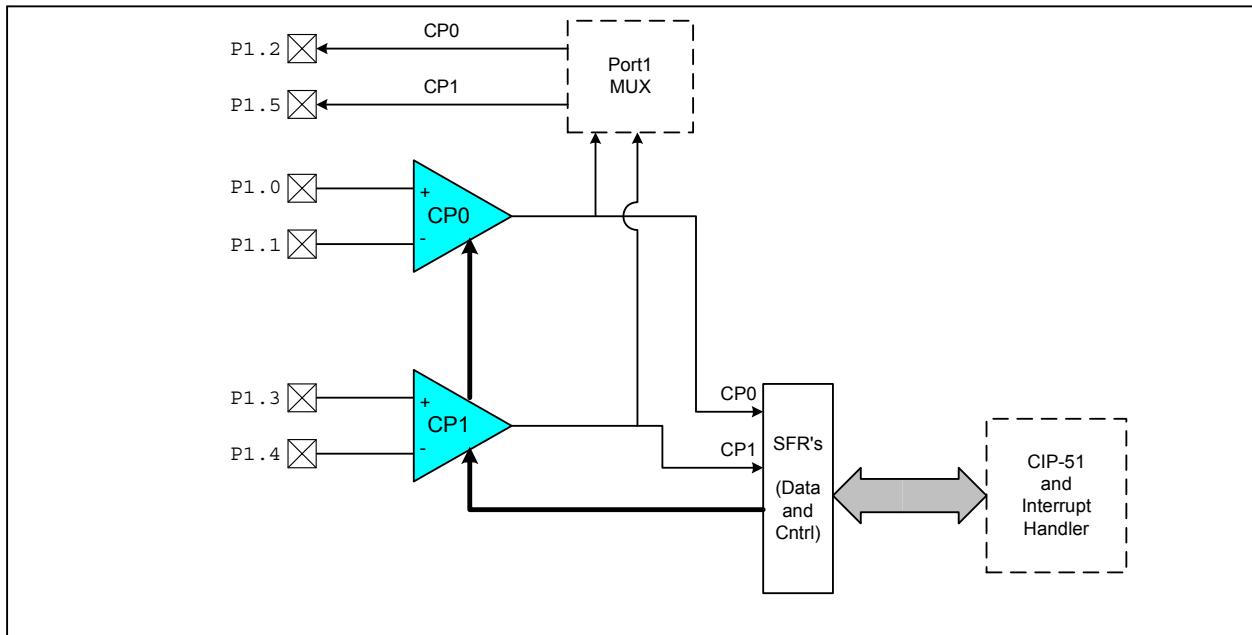 P1.2
CP0
Port1
MUX
P1.5
CP1
P1.0
+
CP0
P1.1
-
P1.3
+
CP1
P1.4
-
CP0
CP1
SFR's
(Data
and
Cntrl)
CIP-51
and
Interrupt
Handler